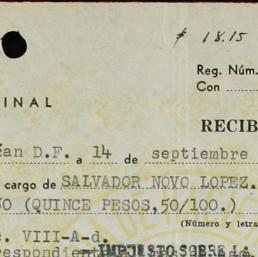 $ 18.15
Reg. Núm.
Con
INAL
RECIB
D.F. a 14 de septiembre
cargo de SALVADOR NOVO LOPEZ.
50 (QUINCE PESOS,50/100.)
(Número y letra
VIII-A-d.
IMPUESTO SOBRE LA